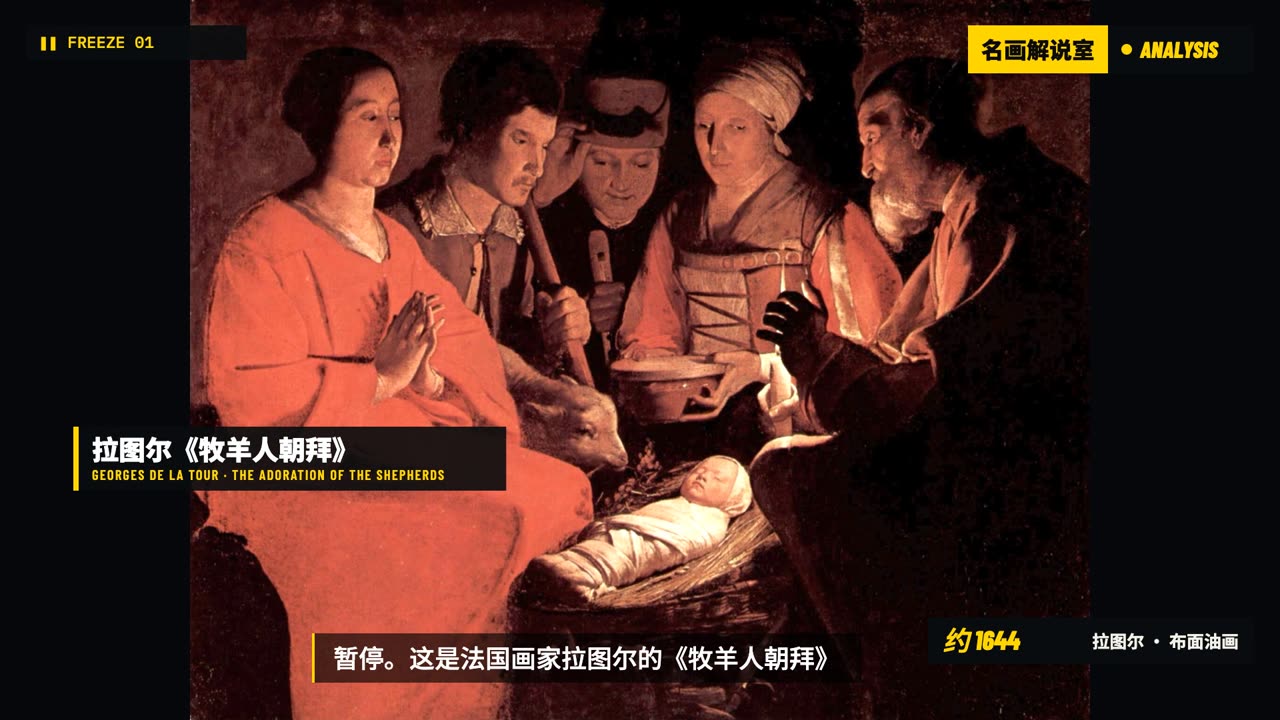 FREEZE 01
名画解说室
ANALYSIS
拉图尔《牧羊人朝拜》
GEORGES DE LA TOUR · THE ADORATION OF THE SHEPHERDS
暂停。这是法国画家拉图尔的《牧羊人朝拜》
约1644
拉图尔 · 布面油画